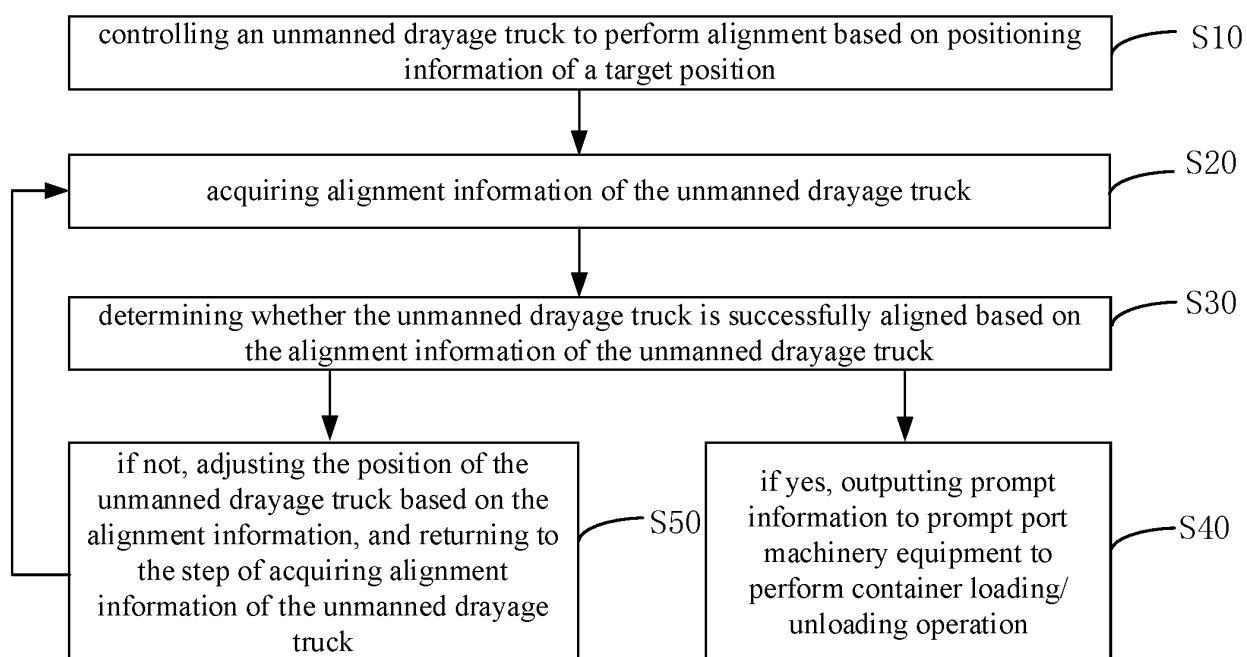 controlling an unmanned drayage truck to perform alignment based on positioning
information of a target position
S10
acquiring alignment information of the unmanned drayage truck
S20
determining whether the unmanned drayage truck is successfully aligned based on
the alignment information of the unmanned drayage truck
S30
if not, adjusting the position of the
unmanned drayage truck based on the
alignment information, and returning to
the step of acquiring alignment
information of the unmanned drayage
truck
S50
if yes, outputting prompt
information to prompt port
machinery equipment to
perform container loading/
unloading operation
S40